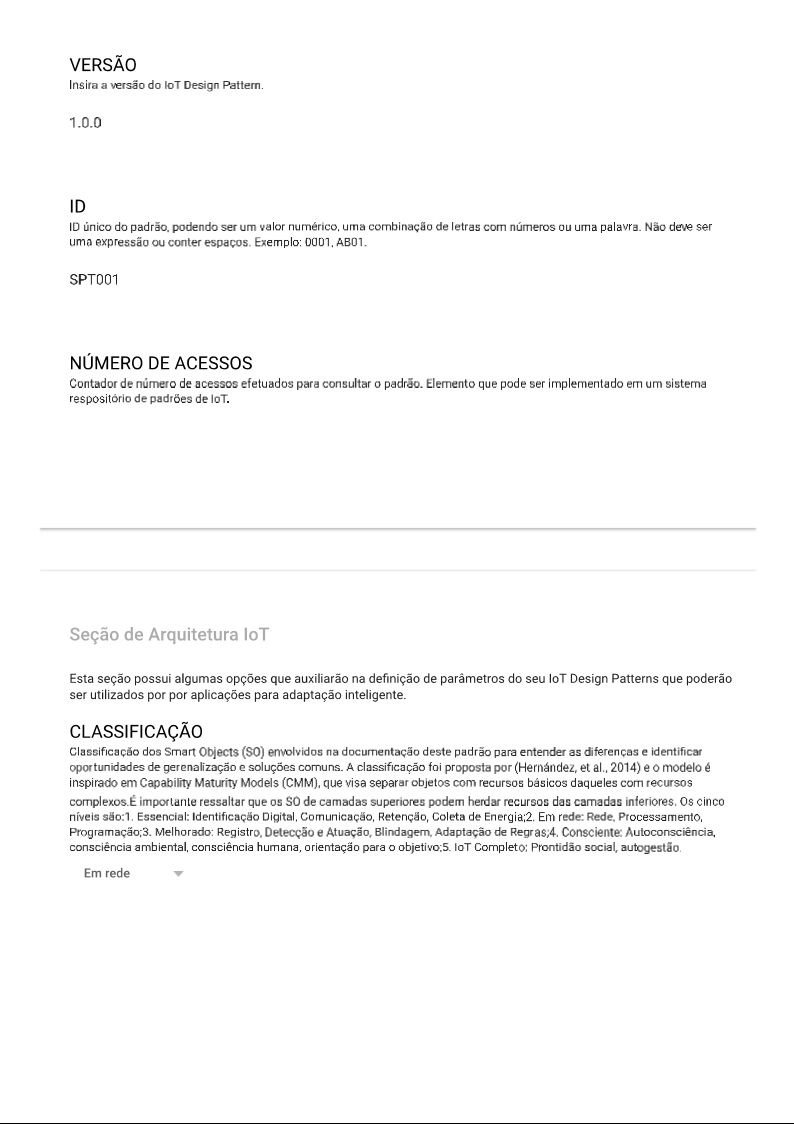 VERSÃO
Insira a versão do IoT Design Pattern.
1.0.0
ID
ID único do padrão, podendo ser um valor numérico, uma combinação de letras com números ou uma palavra. Não deve ser
uma expressão ou conter espaços. Exemplo: 0001, AB01.
SPT001
NÚMERO DE ACESSOS
Contador de número de acessos efetuados para consultar o padrão. Elemento que pode ser implementado em um sistema
respositório de padrões de IoT.
Seção de Arquitetura IoT
Esta seção possui algumas opções que auxiliarão na definição de parâmetros do seu IoT Design Patterns que poderão
ser utilizados por por aplicações para adaptação inteligente.
CLASSIFICAÇÃO
Classificação dos Smart Objects (SO) envolvidos na documentação deste padrão para entender as diferenças e identificar
oportunidades de gerenalização e soluções comuns. A classificação foi proposta por (Hernández, et al., 2014) e o modelo é
inspirado em Capability Maturity Models (CMM), que visa separar objetos com recursos básicos daqueles com recursos
complexos.É importante ressaltar que os SO de camadas superiores podem herdar recursos das camadas inferiores. Os cinco
níveis são:1. Essencial: Identificação Digital, Comunicação, Retenção, Coleta de Energia;2. Em rede: Rede, Processamento,
Programação;3. Melhorado: Registro, Detecção e Atuação, Blindagem, Adaptação de Regras;4. Consciente: Autoconsciência,
consciência ambiental, consciência humana, orientação para o objetivo;5. IoT Completo: Prontidão social, autogestão.
Em rede